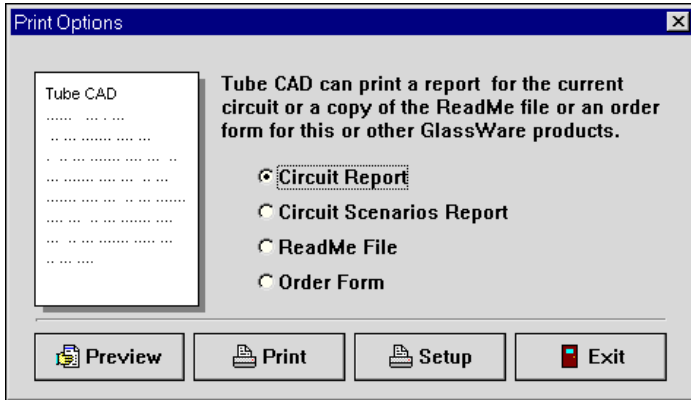 Print Options
Tube CAD
Tube CAD can print a report for the current
circuit or a copy of the ReadMe file or an order
form for this or other GlassWare products.
Circuit Report
Circuit Scenarios Report
ReadMe File
Order Form
Preview
Print
Setup
Exit